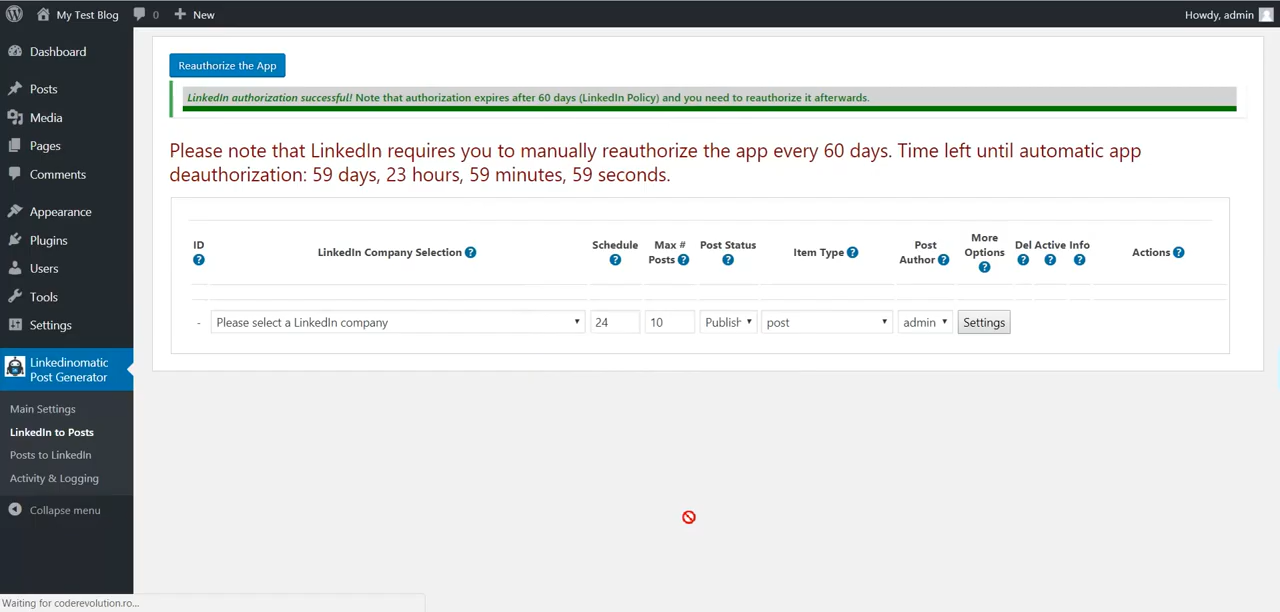 My Test Blog 0 New Howdy, admin
Dashboard
Posts
Media
Pages
Comments
Appearance
Plugins
Users
Tools
Settings
Linkedinomatic
Post Generator
Main Settings
LinkedIn to Posts
Posts to LinkedIn
Activity & Logging
Collapse menu
Reauthorize the App
LinkedIn authorization successful! Note that authorization expires after 60 days (LinkedIn Policy) and you need to reauthorize it afterwards.
Please note that LinkedIn requires you to manually reauthorize the app every 60 days. Time left until automatic app
deauthorization: 59 days, 23 hours, 59 minutes, 59 seconds.
ID ?
LinkedIn Company Selection ?
Schedule ?
Max #
Posts ?
Post Status ?
Item Type ?
Post
Author ?
More
Options ?
Del ?
Active ?
Info ?
Actions ?
- Please select a LinkedIn company 24 10 Publish post admin Settings
Waiting for coderevolution.ro...